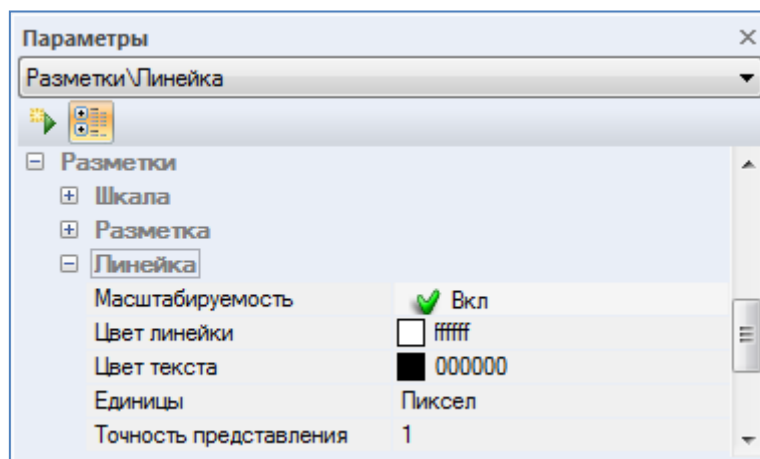 Параметры
Разметки\Линейка
Разметки
Шкала
Разметка
Линейка
Масштабируемость Вкл
Цвет линейки ffffff
Цвет текста 000000
Единицы Пиксел
Точность представления 1